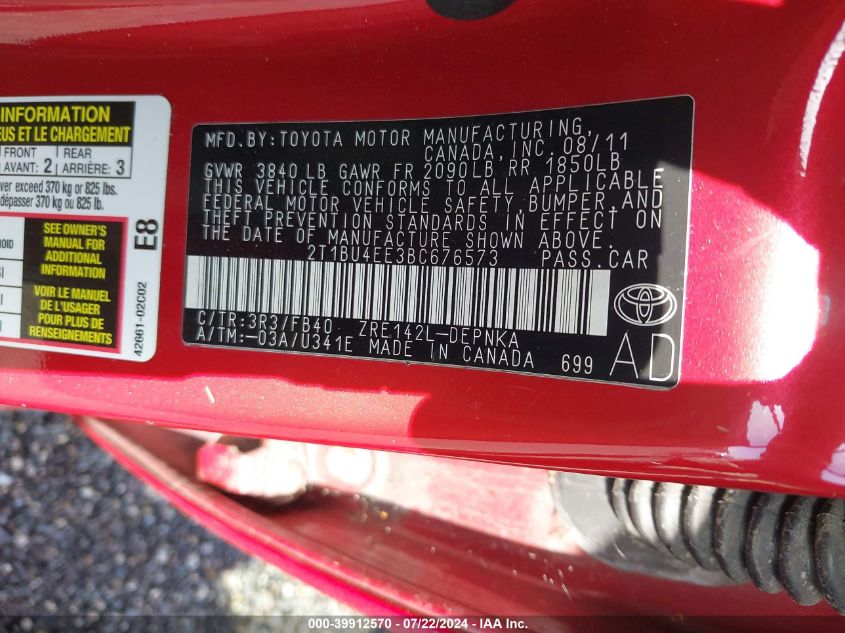 INFORMATION
EUS ET LE CHARGEMENT
FRONT
AVANT: 2
REAR
ARRIÈRE: 3
ver exceed 370 kg or 825 lbs.
dépasser 370 kg ou 825 lb.
SEE OWNER'S
MANUAL FOR
ADDITIONAL
INFORMATION
VOIR LE MANUEL
DE L'USAGER
POUR PLUS DE
RENSEIGNEMENTS
E8
42661-02C02
MFD. BY: TOYOTA MOTOR MANUFACTURING,
CANADA, INC. 08/11
GVWR 3840 LB GAWR FR 2090LB RR 1850LB
THIS VEHICLE CONFORMS TO ALL APPLICABLE
FEDERAL MOTOR VEHICLE SAFETY, BUMPER, AND
THEFT PREVENTION STANDARDS IN EFFECT ON
THE DATE OF MANUFACTURE SHOWN ABOVE.
2T1BU4EE3BC676573 PASS.CAR
C/TR:3R3/FB40 ZRE142L-DEPNKA
A/TM:-03A/U341E MADE IN CANADA 699
AD
000-39912570 - 07/22/2024 - IAA, Inc.